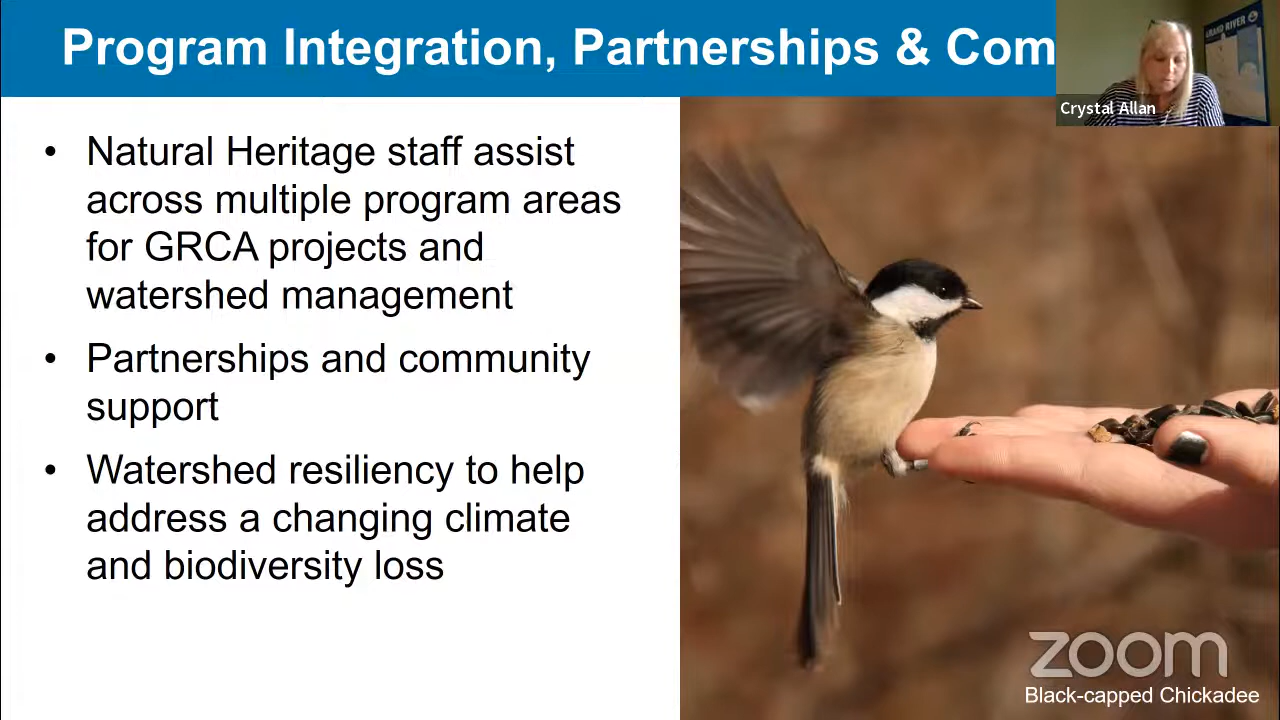 Program Integration, Partnerships & Com
GRAND RIVER
Crystal Allan
• Natural Heritage staff assist
across multiple program areas
for GRCA projects and
watershed management
• Partnerships and community
support
• Watershed resiliency to help
address a changing climate
and biodiversity loss
zoom
Black-capped Chickadee